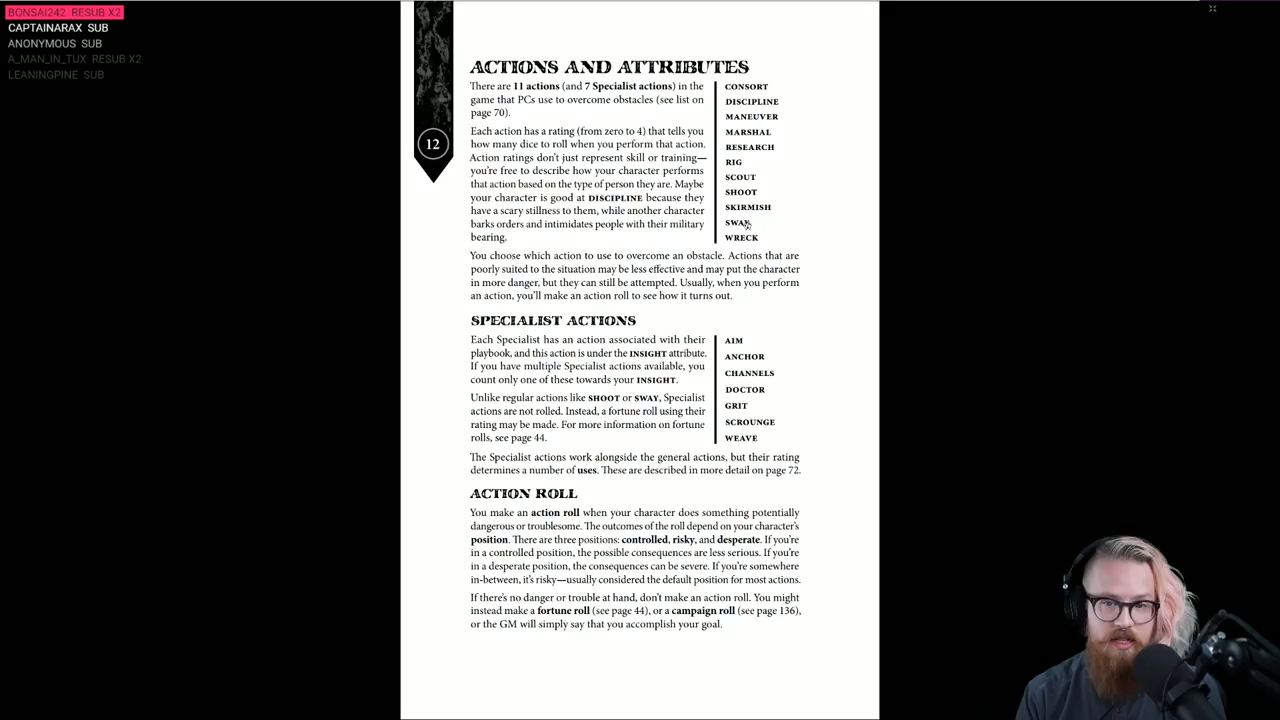 BONSAI242 RESUB X2
CAPTAINARAX SUB
ANONYMOUS SUB
A_MAN_IN_TUX RESUB X2
LEANINGPINE SUB
12
ACTIONS AND ATTRIBUTES
There are 11 actions (and 7 Specialist actions) in the
game that PCs use to overcome obstacles (see list on
page 70).
Each action has a rating (from zero to 4) that tells you
how many dice to roll when you perform that action.
Action ratings don't just represent skill or training—
you're free to describe how your character performs
that action based on the type of person they are. Maybe
your character is good at DISCIPLINE because they
have a scary stillness to them, while another character
barks orders and intimidates people with their military
bearing.
CONSORT
DISCIPLINE
MANEUVER
MARSHAL
RESEARCH
RIG
SCOUT
SHOOT
SKIRMISH
SWAY
WRECK
You choose which action to use to overcome an obstacle. Actions that are
poorly suited to the situation may be less effective and may put the character
in more danger, but they can still be attempted. Usually, when you perform
an action, you'll make an action roll to see how it turns out.
SPECIALIST ACTIONS
Each Specialist has an action associated with their
playbook, and this action is under the INSIGHT attribute.
If you have multiple Specialist actions available, you
count only one of these towards your INSIGHT.
Unlike regular actions like SHOOT or SWAY, Specialist
actions are not rolled. Instead, a fortune roll using their
rating may be made. For more information on fortune
rolls, see page 44.
AIM
ANCHOR
CHANNELS
DOCTOR
GRIT
SCROUNGE
WEAVE
The Specialist actions work alongside the general actions, but their rating
determines a number of uses. These are described in more detail on page 72.
ACTION ROLL
You make an action roll when your character does something potentially
dangerous or troublesome. The outcomes of the roll depend on your character's
position. There are three positions: controlled, risky, and desperate. If you're
in a controlled position, the possible consequences are less serious. If you're
in a desperate position, the consequences can be severe. If you're somewhere
in-between, it's risky—usually considered the default position for most actions.
If there's no danger or trouble at hand, don't make an action roll. You might
instead make a fortune roll (see page 44), or a campaign roll (see page 136),
or the GM will simply say that you accomplish your goal.